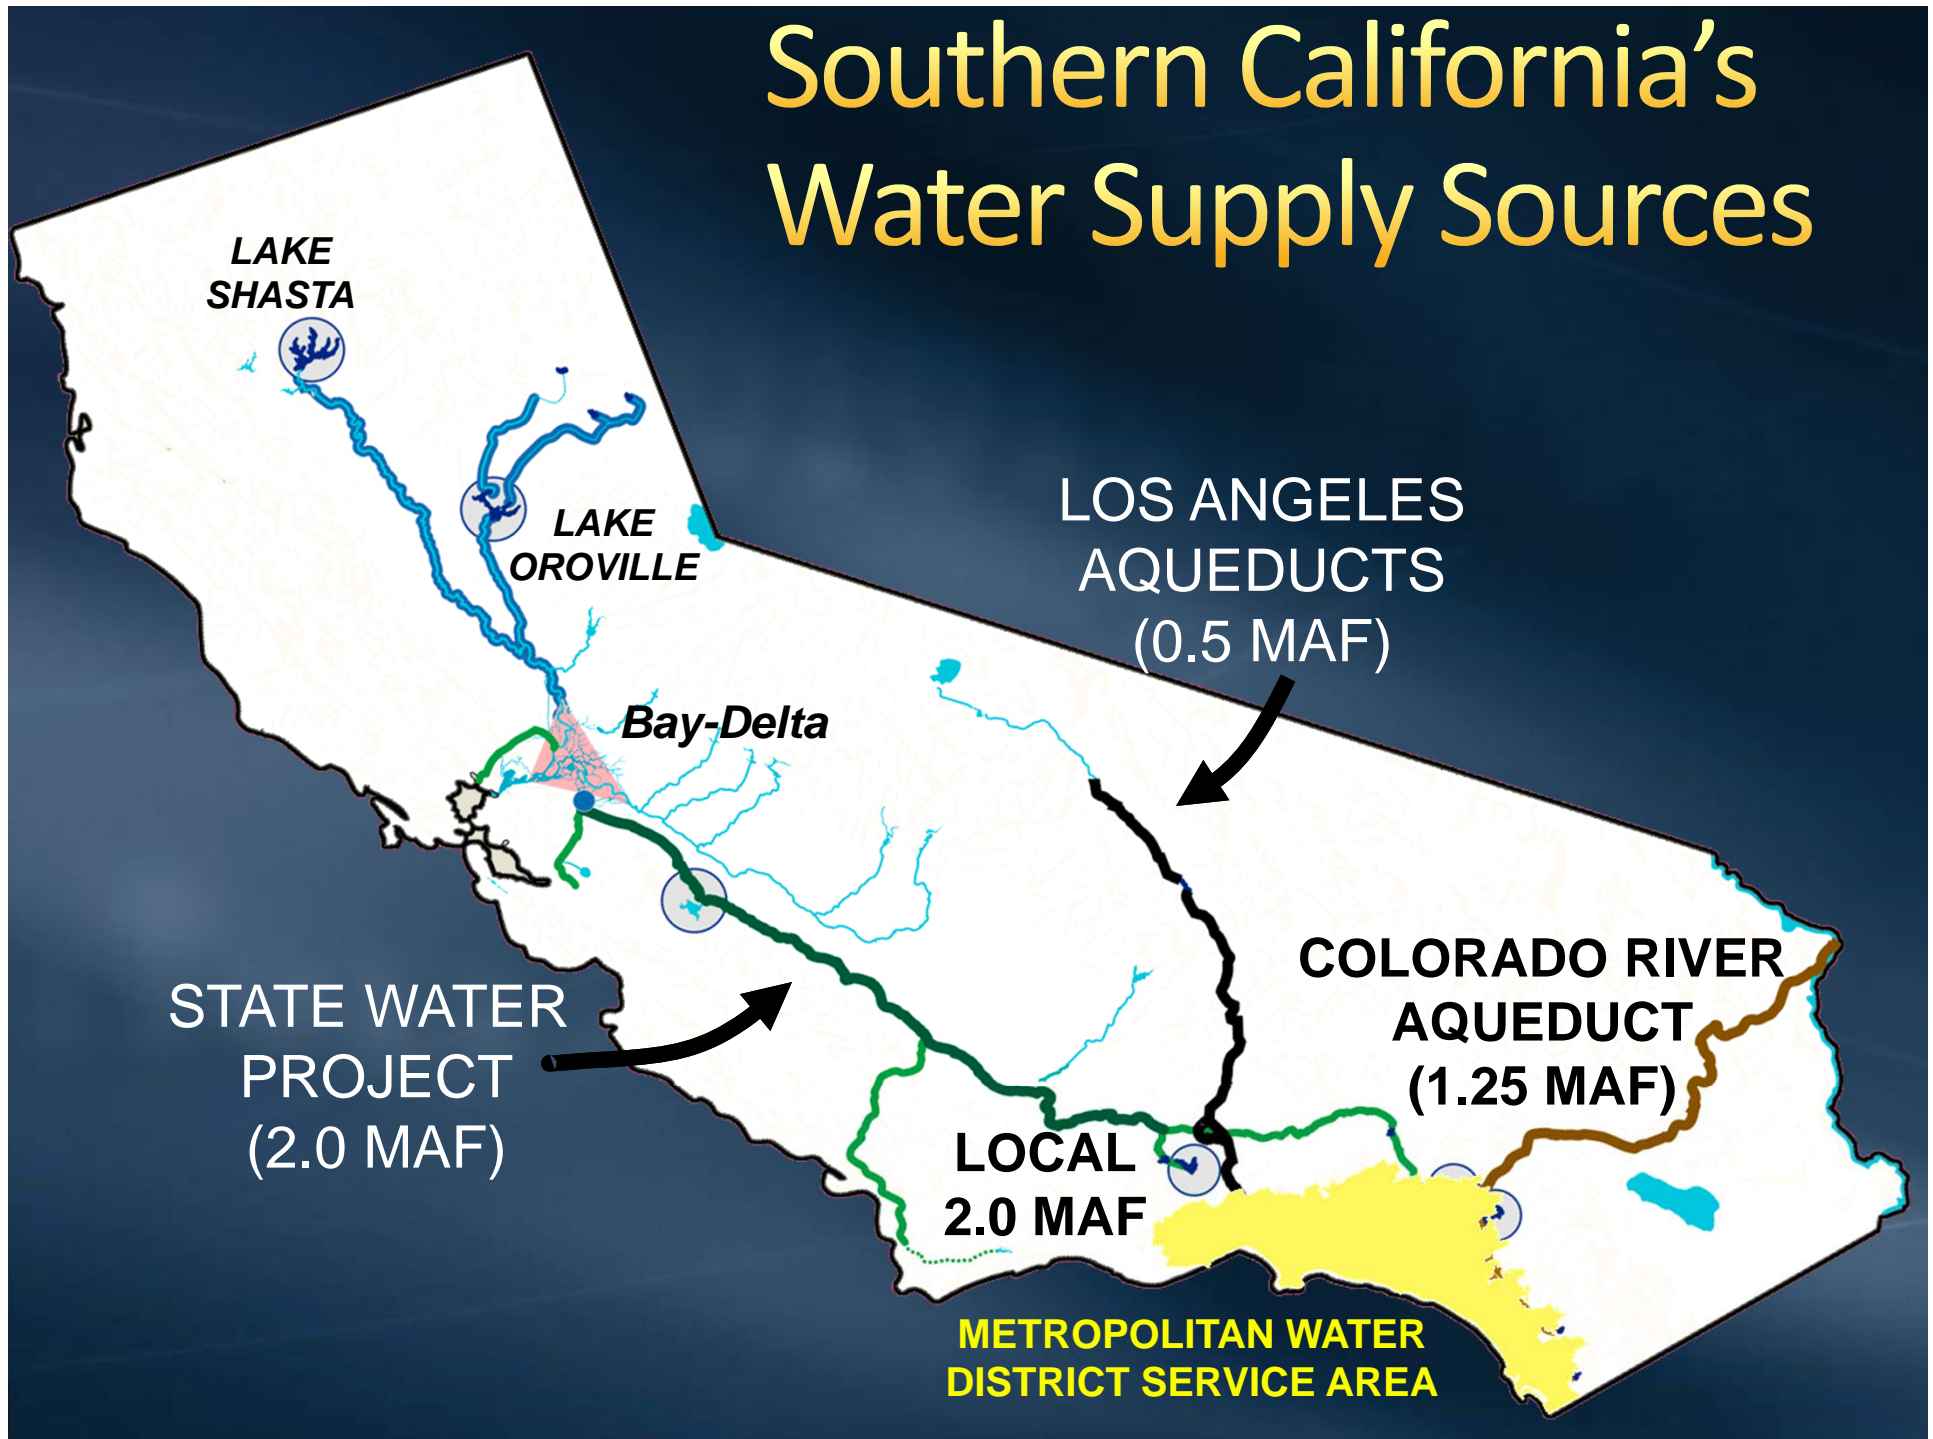 Southern California’s
Water Supply Sources
LAKE
SHASTA
LAKE
OROVILLE
LOS ANGELES
AQUEDUCTS
(0.5 MAF)
Bay-Delta
COLORADO RIVER
AQUEDUCT
(1.25 MAF)
STATE WATER
PROJECT
(2.0 MAF)
LOCAL
2.0 MAF
METROPOLITAN WATER
DISTRICT SERVICE AREA